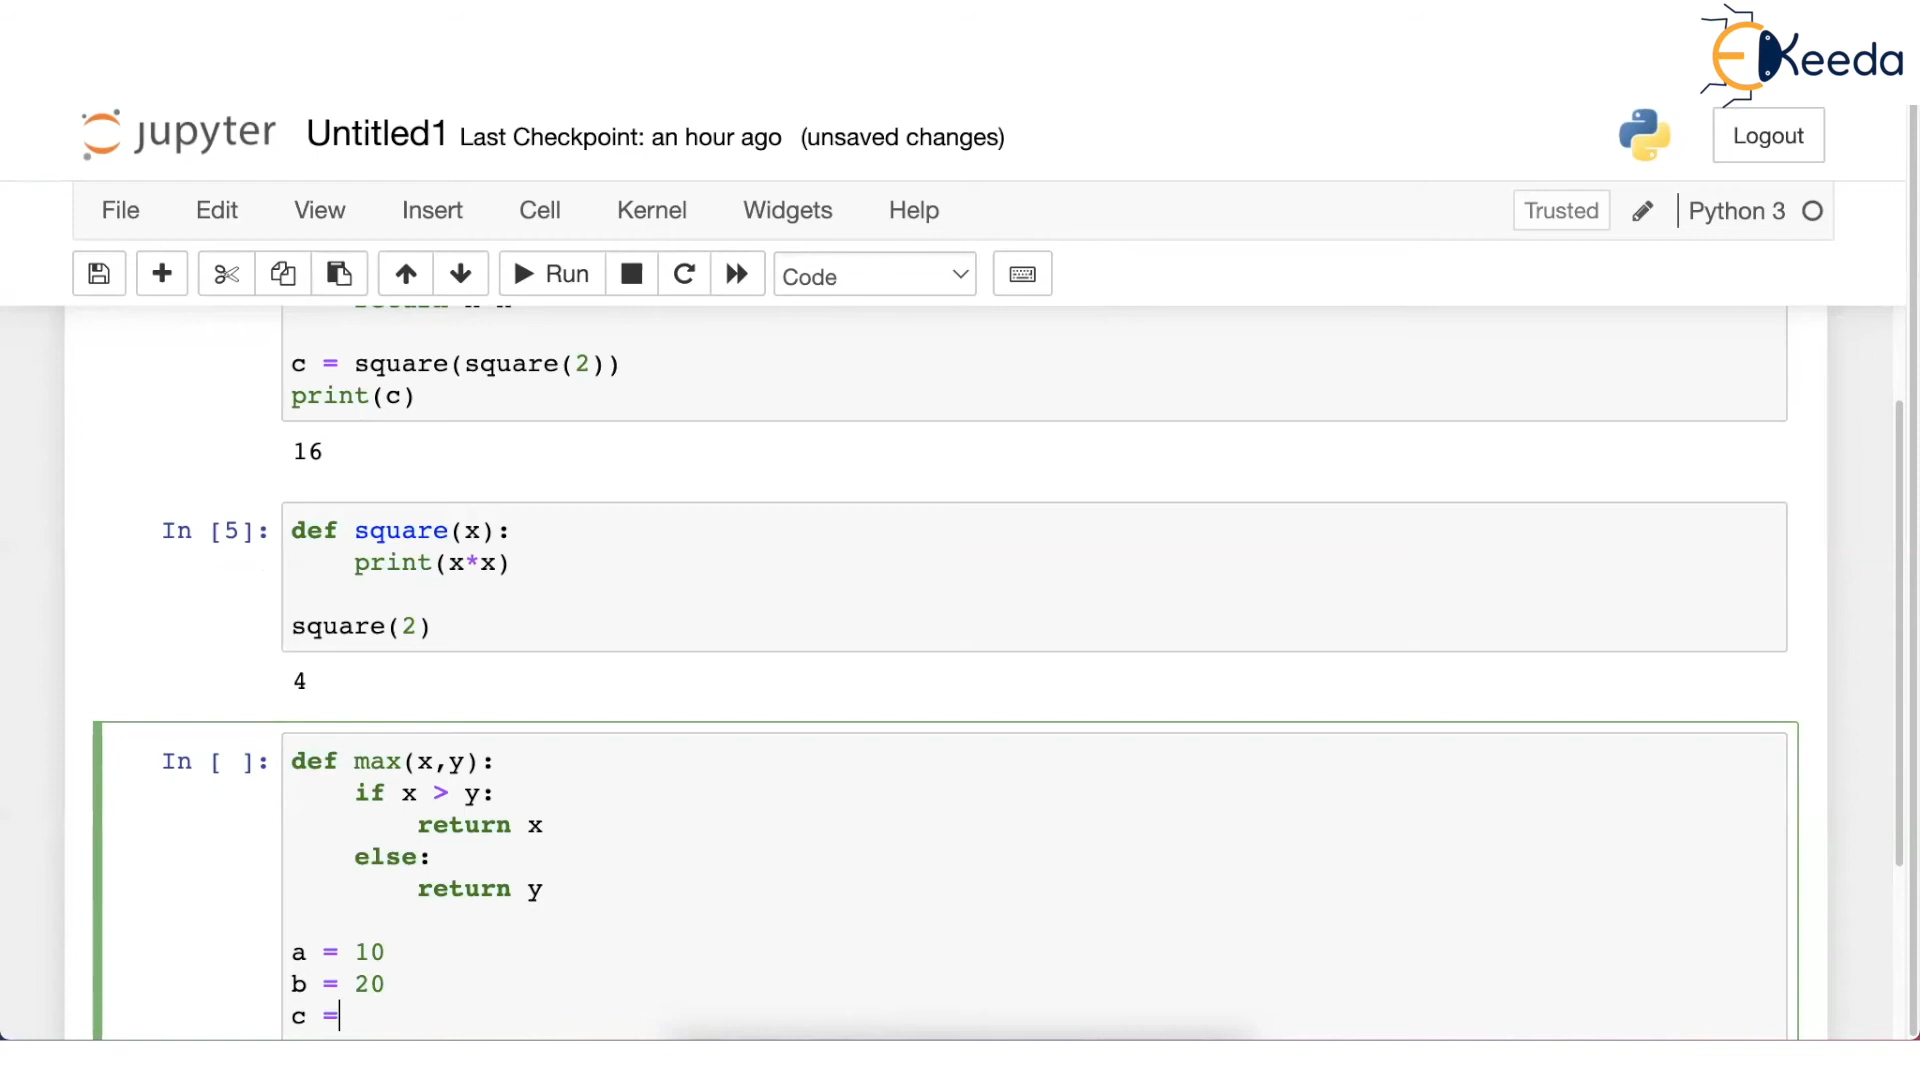 EKeeda
jupyter Untitled1 Last Checkpoint: an hour ago (unsaved changes)
Logout
File Edit View Insert Cell Kernel Widgets Help
Trusted Python 3
Run Code
c = square(square(2))
print(c)
16
In [5]: def square(x):
print(x*x)
square(2)
4
In [ ]: def max(x,y):
if x > y:
return x
else:
return y
a = 10
b = 20
c =